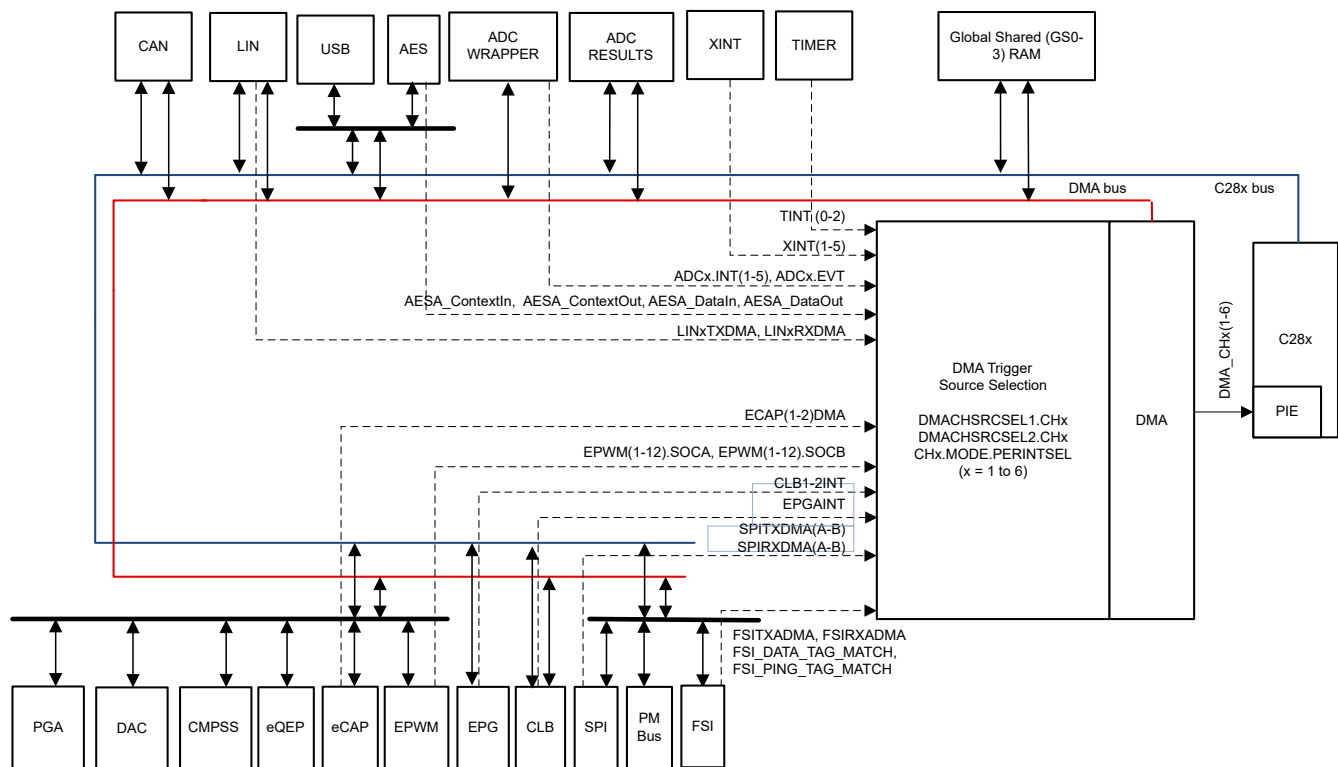 CAN
LIN
USB
AES
ADC
WRAPPER
ADC
RESULTS
XINT
TIMER
Global Shared (GS0-
3) RAM
DMA bus
C28x bus
TINT (0-2)
XINT(1-5)
ADCx.INT(1-5), ADCx.EVT
AESA_ContextIn, AESA_ContextOut, AESA_DataIn, AESA_DataOut
LINxTXDMA, LINxRXDMA
DMA Trigger
Source Selection
DMACHSRCSEL1.CHx
DMACHSRCSEL2.CHx
CHx.MODE.PERINTSEL
(x = 1 to 6)
DMA
DMA_CHx(1-6)
C28x
PIE
ECAP(1-2)DMA
EPWM(1-12).SOCA, EPWM(1-12).SOCB
CLB1-2INT
EPGAINT
SPITXDMA(A-B)
SPIRXDMA(A-B)
FSITXADMA, FSIRXADMA
FSI_DATA_TAG_MATCH,
FSI_PING_TAG_MATCH
PGA
DAC
CMPSS
eQEP
eCAP
EPWM
EPG
CLB
SPI
PM
Bus
FSI